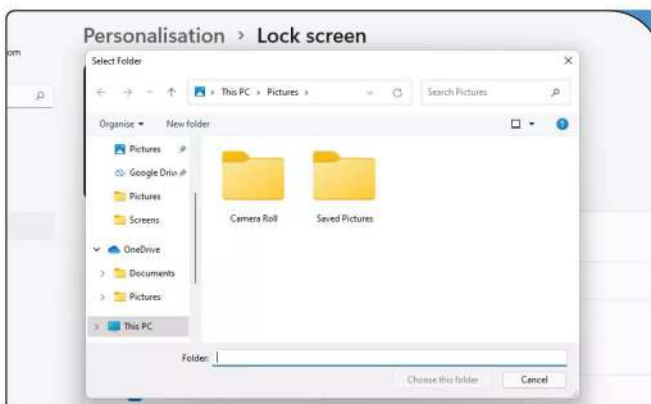 Personalisation > Lock screen
om
Select Folder
This PC > Pictures >
Search Pictures
Organise
New folder
Pictures
Google Driv
Pictures
Screens
OneDrive
Documents
Pictures
This PC
Camera Roll
Saved Pictures
Folder:
Choose this folder
Cancel